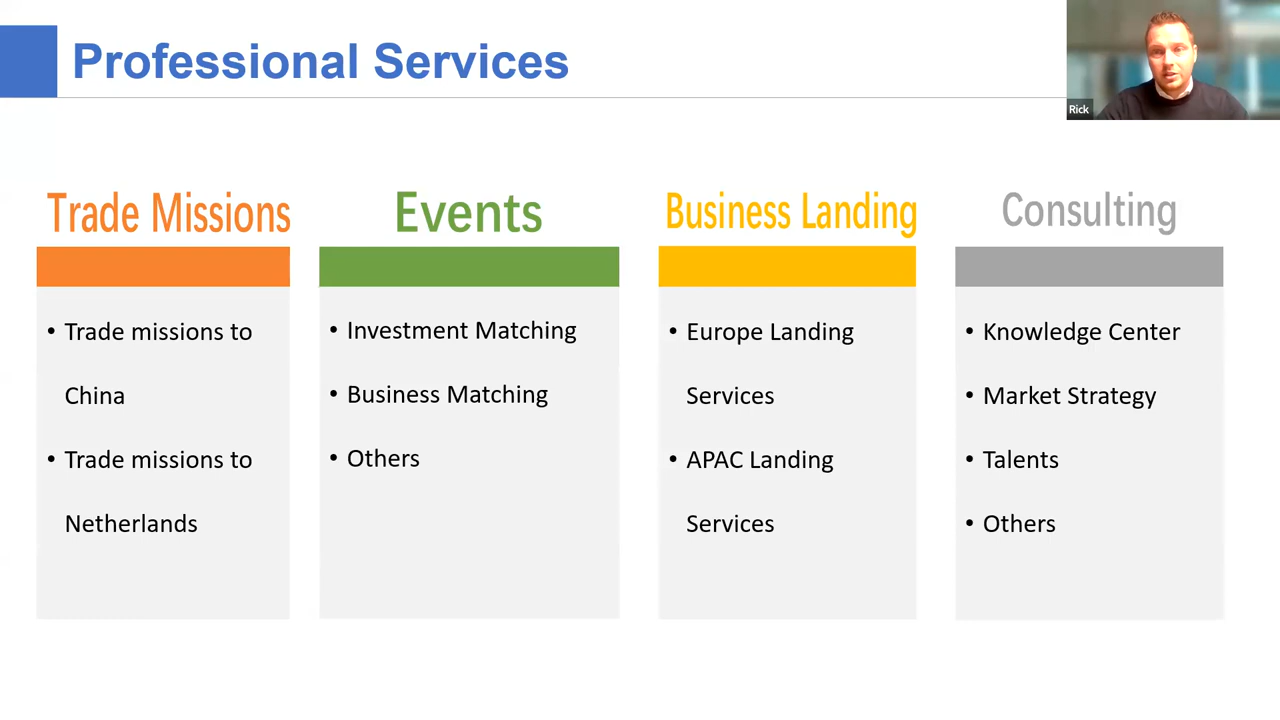 Professional Services
Rick
Trade Missions
• Trade missions to
China
• Trade missions to
Netherlands
Events
• Investment Matching
• Business Matching
• Others
Business Landing
• Europe Landing
Services
• APAC Landing
Services
Consulting
• Knowledge Center
• Market Strategy
• Talents
• Others